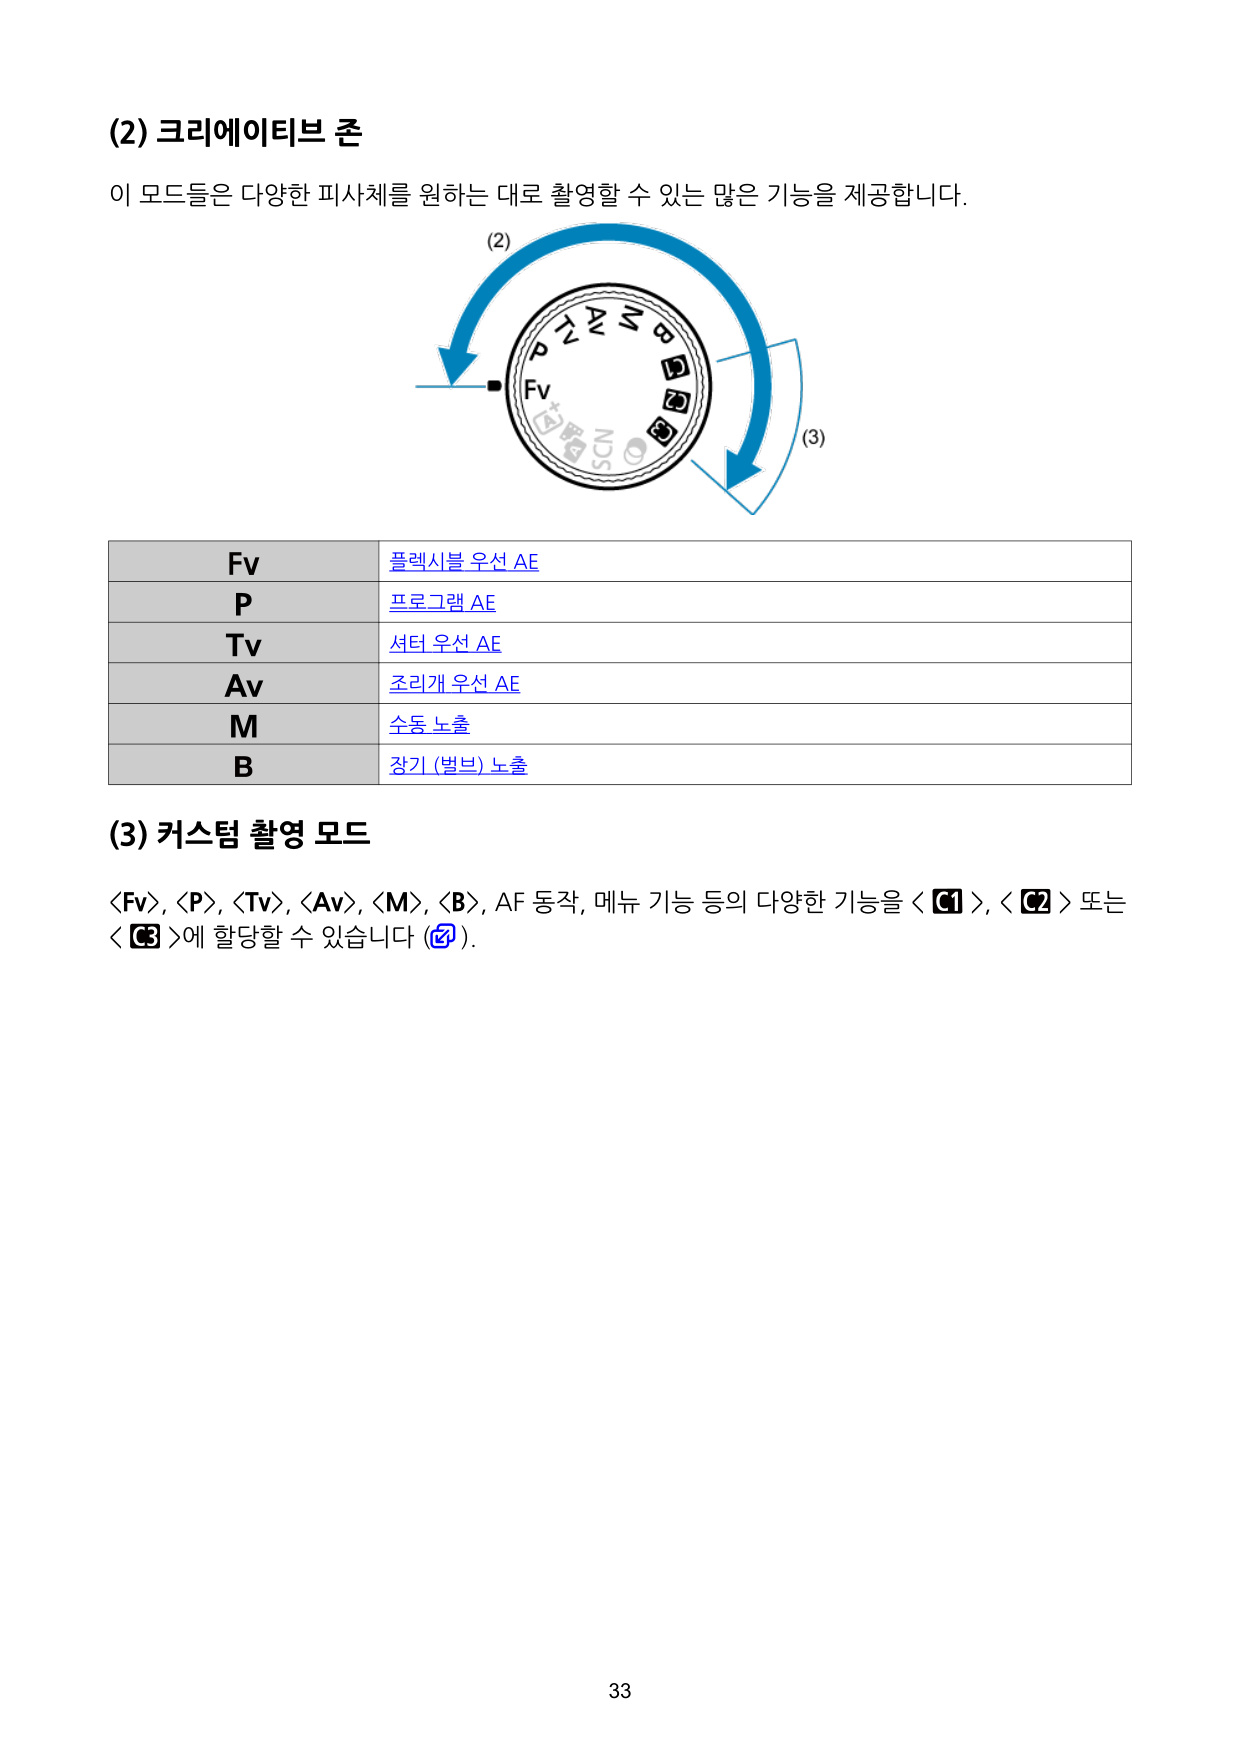 (2) 크리에이티브 존
이 모드들은 다양한 피사체를 원하는 대로 촬영할 수 있는 많은 기능을 제공합니다.
(2)
Fv
P
Tv
Av
M
B
C1
C2
C3
SCN
A
A+
(3)
Fv 플렉시블 우선 AE
P 프로그램 AE
Tv 셔터 우선 AE
Av 조리개 우선 AE
M 수동 노출
B 장기 (벌브) 노출
(3) 커스텀 촬영 모드
<Fv>, <P>, <Tv>, <Av>, <M>, <B>, AF 동작, 메뉴 기능 등의 다양한 기능을 < C1 >, < C2 > 또는
< C3 >에 할당할 수 있습니다 ( ).
33